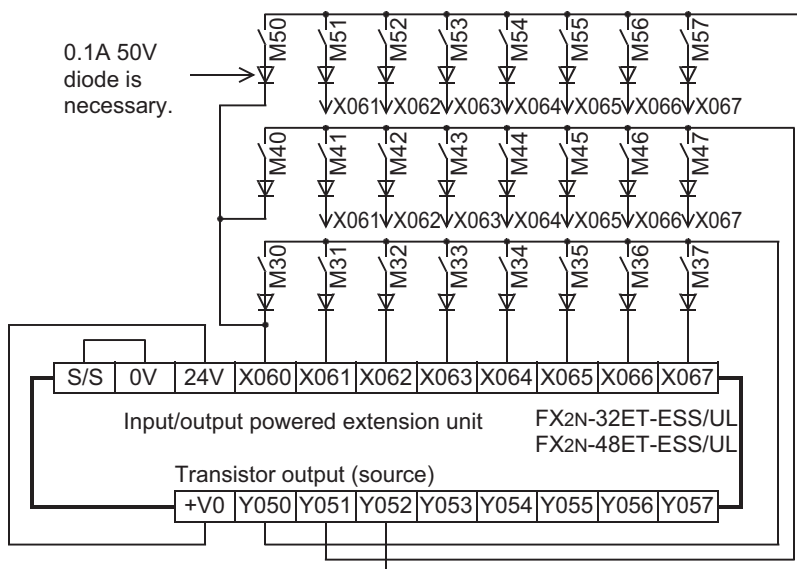 M50 M51 M52 M53 M54 M55 M56 M57
0.1A 50V
diode is
necessary.
X061 X062 X063 X064 X065 X066 X067
M40 M41 M42 M43 M44 M45 M46 M47
X061 X062 X063 X064 X065 X066 X067
M30 M31 M32 M33 M34 M35 M36 M37
S/S 0V 24V X060 X061 X062 X063 X064 X065 X066 X067
Input/output powered extension unit
FX2N-32ET-ESS/UL
FX2N-48ET-ESS/UL
Transistor output (source)
+V0 Y050 Y051 Y052 Y053 Y054 Y055 Y056 Y057